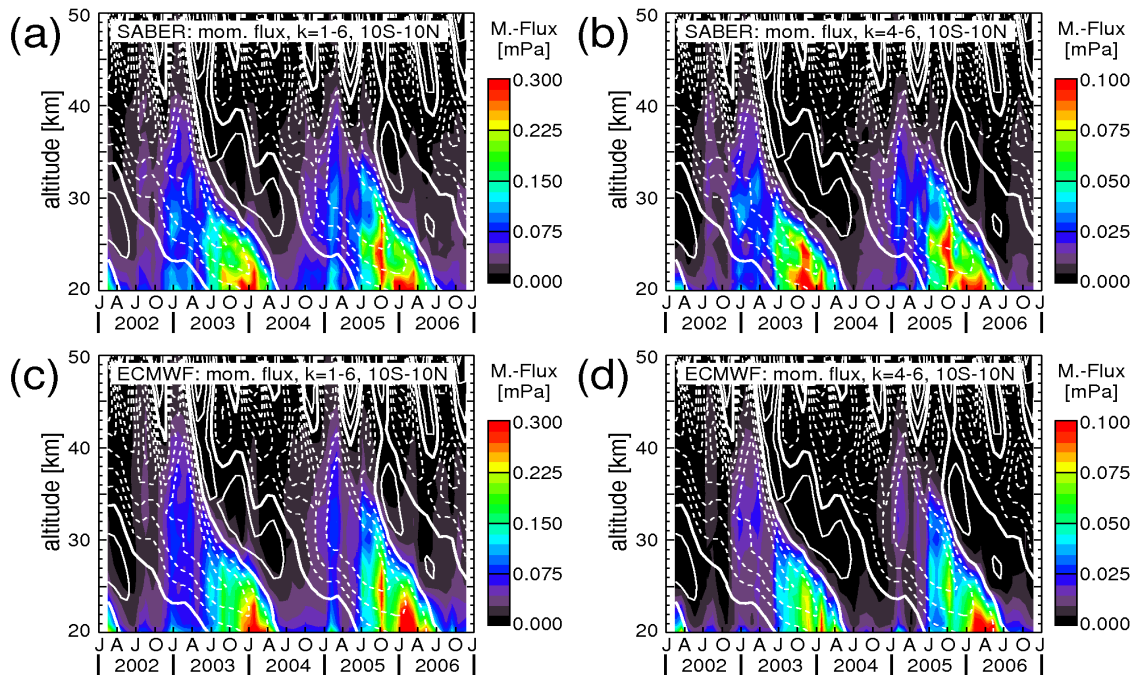 (a)
SABER: mom. flux, k=1-6, 10S-10N
M.-Flux
[mPa]
50
40
30
20
altitude [km]
0.300
0.225
0.150
0.075
0.000
J A J O J A J O J A J O J A J O J A J O J
2002 2003 2004 2005 2006
(b)
SABER: mom. flux, k=4-6, 10S-10N
M.-Flux
[mPa]
50
40
30
20
altitude [km]
0.100
0.075
0.050
0.025
0.000
J A J O J A J O J A J O J A J O J A J O J
2002 2003 2004 2005 2006
(c)
ECMWF: mom. flux, k=1-6, 10S-10N
M.-Flux
[mPa]
50
40
30
20
altitude [km]
0.300
0.225
0.150
0.075
0.000
J A J O J A J O J A J O J A J O J A J O J
2002 2003 2004 2005 2006
(d)
ECMWF: mom. flux, k=4-6, 10S-10N
M.-Flux
[mPa]
50
40
30
20
altitude [km]
0.100
0.075
0.050
0.025
0.000
J A J O J A J O J A J O J A J O J A J O J
2002 2003 2004 2005 2006